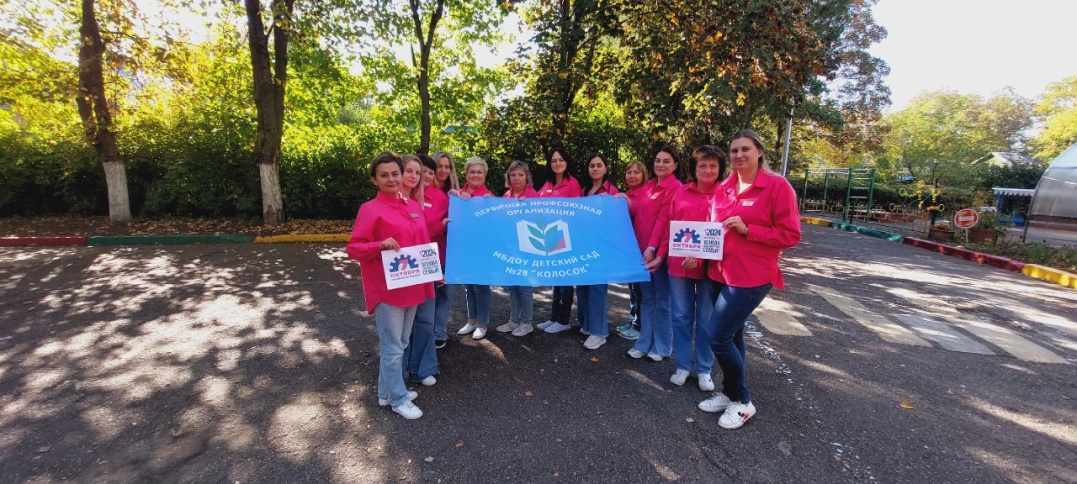 ПЕРВИЧНАЯ ПРОФСОЮЗНАЯ
ОРГАНИЗАЦИЯ
МБДОУ ДЕТСКИЙ САД
№28 "КОЛОСОК"
7
ОКТЯБРЯ
2024
7
ОКТЯБРЯ
2024